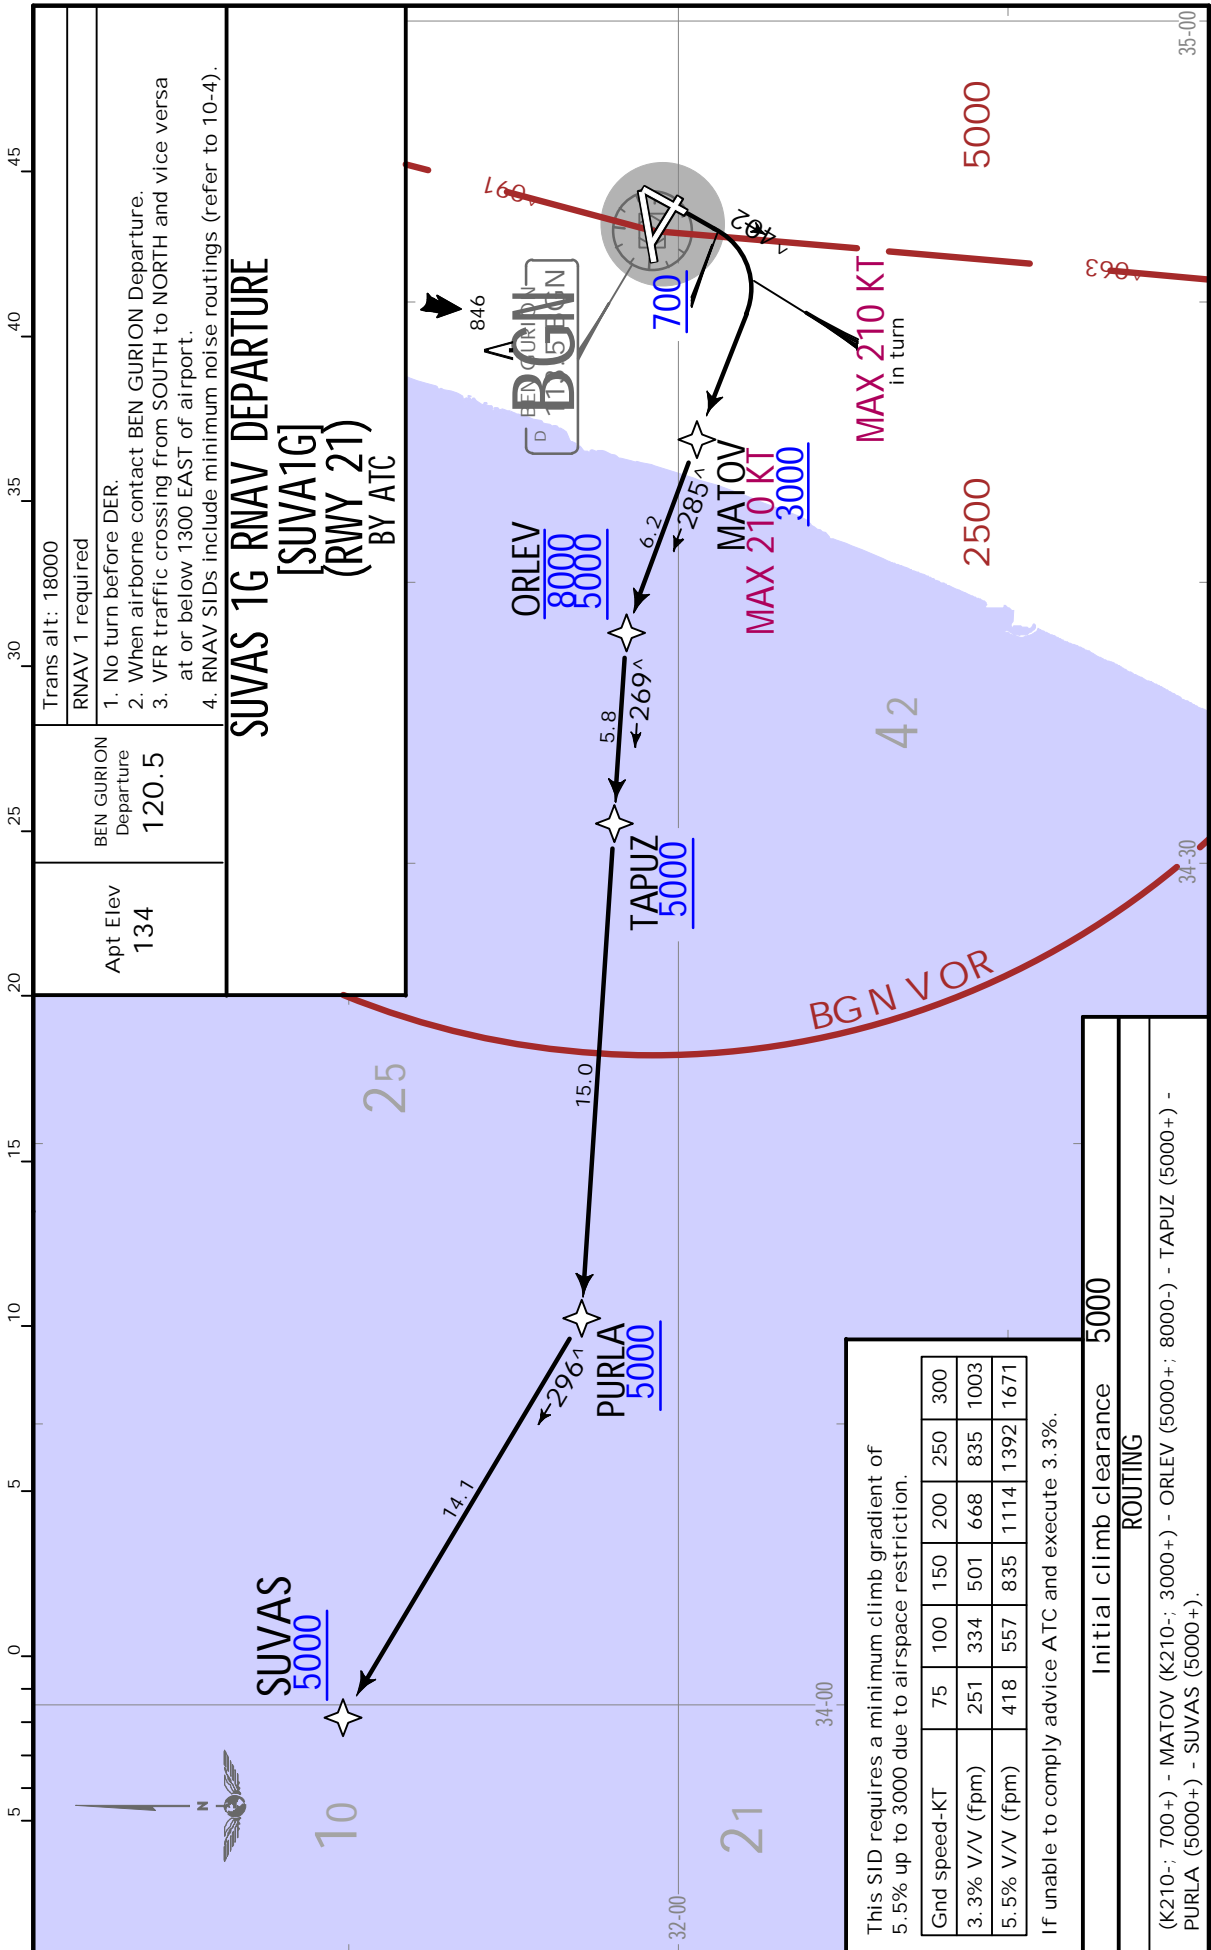 Apt Elev
134
BEN GURION
Departure
120.5
Trans alt: 18000
RNAV 1 required
1. No turn before DER.
2. When airborne contact BEN GURION Departure.
3. VFR traffic crossing from SOUTH to NORTH and vice versa
at or below 1300 EAST of airport.
4. RNAV SIDs include minimum noise routings (refer to 10-4).
SUVAS 1G RNAV DEPARTURE
[SUVA1G]
(RWY 21)
BY ATC
5 0 5 10 15 20 25 30 35 40 45
N
SUVAS
5000
14.1
296^
PURLA
5000
15.0
TAPUZ
5000
5.8
269^
ORLEV
8000
5000
6.2
285^
MATOV
MAX 210 KT
3000
MAX 210 KT
in turn
700
846
D
BEN GURION
BGN
^091
^093
402
BGN VOR
5000
2500
10
25
21
42
34-00
34-30
35-00
32-00
This SID requires a minimum climb gradient of
5.5% up to 3000 due to airspace restriction.
Gnd speed-KT 75 100 150 200 250 300
3.3% V/V (fpm) 251 334 501 668 835 1003
5.5% V/V (fpm) 418 557 835 1114 1392 1671
If unable to comply advice ATC and execute 3.3%.
Initial climb clearance 5000
ROUTING
(K210-; 700+) - MATOV (K210-; 3000+) - ORLEV (5000+; 8000-) - TAPUZ (5000+) -
PURLA (5000+) - SUVAS (5000+).